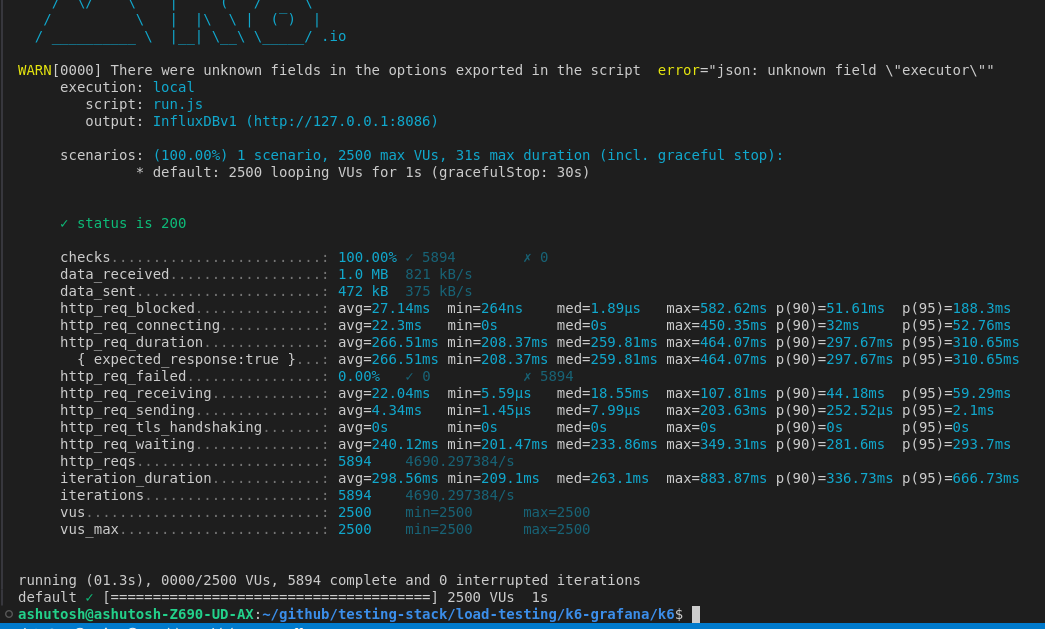 .io
WARN[0000] There were unknown fields in the options exported in the script  error="json: unknown field \"executor\""
execution: local
script: run.js
output: InfluxDBv1 (http://127.0.0.1:8086)
scenarios: (100.00%) 1 scenario, 2500 max VUs, 31s max duration (incl. graceful stop):
* default: 2500 looping VUs for 1s (gracefulStop: 30s)
✓ status is 200
checks.........................: 100.00% ✓ 5894        ✗ 0
data_received..................: 1.0 MB  821 kB/s
data_sent......................: 472 kB  375 kB/s
http_req_blocked...............: avg=27.14ms  min=264ns    med=1.89µs   max=582.62ms p(90)=51.61ms  p(95)=188.3ms
http_req_connecting............: avg=22.3ms   min=0s       med=0s       max=450.35ms p(90)=32ms     p(95)=52.76ms
http_req_duration..............: avg=266.51ms min=208.37ms med=259.81ms max=464.07ms p(90)=297.67ms p(95)=310.65ms
{ expected_response:true }...: avg=266.51ms min=208.37ms med=259.81ms max=464.07ms p(90)=297.67ms p(95)=310.65ms
http_req_failed................: 0.00%   ✓ 0           ✗ 5894
http_req_receiving.............: avg=22.04ms  min=5.59µs   med=18.55ms  max=107.81ms p(90)=44.18ms  p(95)=59.29ms
http_req_sending...............: avg=4.34ms   min=1.45µs   med=7.99µs   max=203.63ms p(90)=252.52µs p(95)=2.1ms
http_req_tls_handshaking.......: avg=0s       min=0s       med=0s       max=0s       p(90)=0s       p(95)=0s
http_req_waiting...............: avg=240.12ms min=201.47ms med=233.86ms max=349.31ms p(90)=281.6ms  p(95)=293.7ms
http_reqs......................: 5894    4690.297384/s
iteration_duration.............: avg=298.56ms min=209.1ms  med=263.1ms  max=883.87ms p(90)=336.73ms p(95)=666.73ms
iterations.....................: 5894    4690.297384/s
vus............................: 2500    min=2500      max=2500
vus_max........................: 2500    min=2500      max=2500
running (01.3s), 0000/2500 VUs, 5894 complete and 0 interrupted iterations
default ✓ [======================================] 2500 VUs  1s
ashutosh@ashutosh-Z690-UD-AX:~/github/testing-stack/load-testing/k6-grafana/k6$